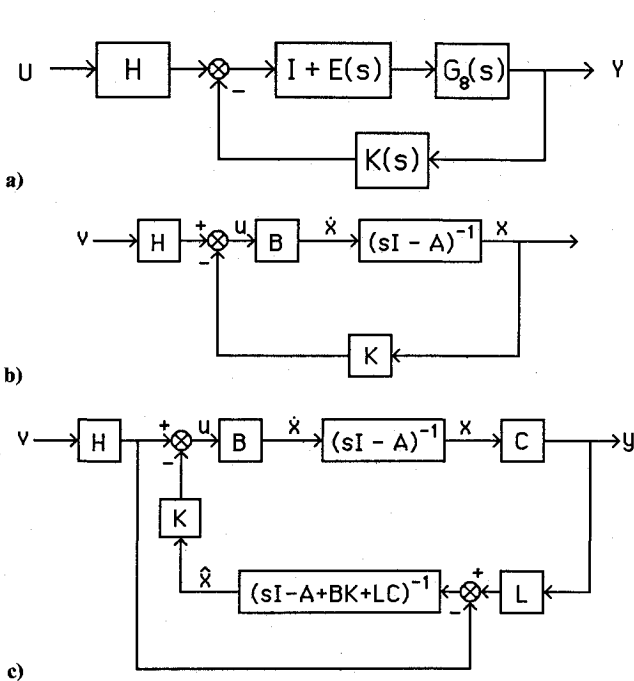 U H I + E(s) G₈(s) Y
−
K(s)
a)
v H + u B ẋ (sI - A)⁻¹ x
−
K
b)
v H + u B ẋ (sI - A)⁻¹ x C y
−
K
x̂ (sI-A+BK+LC)⁻¹ + L
−
c)